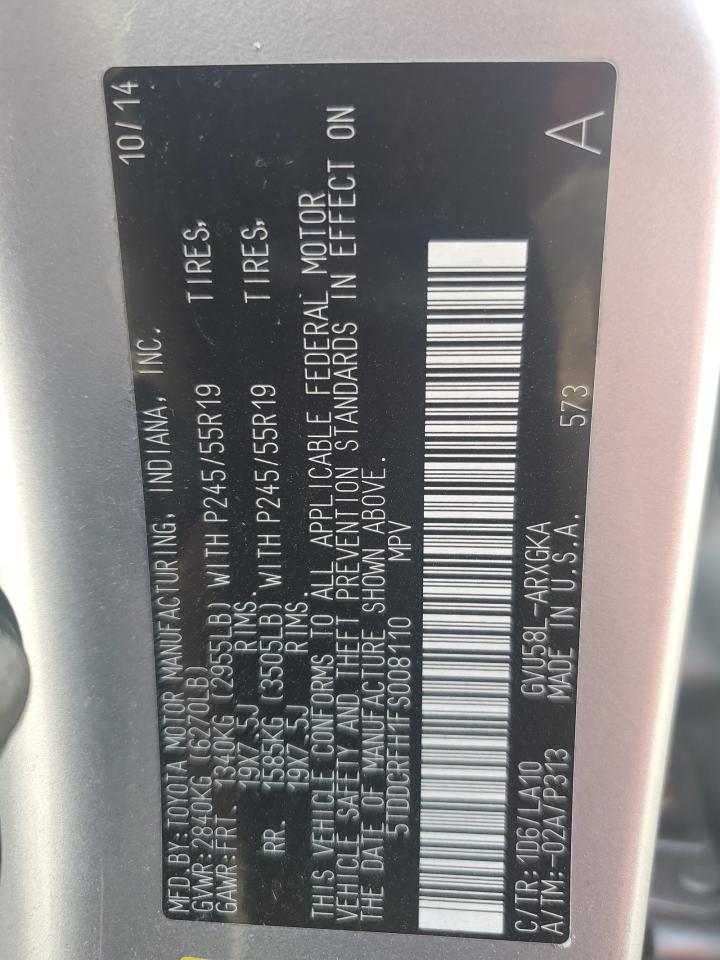 MFD.BY:TOYOTA MOTOR MANUFACTURING, INDIANA, INC. 10/14
GVWR:2840KG (6270LB)
GAWR:FRT. 1340KG (2955LB) WITH P245/55R19 TIRES,
19X7.5J RIMS.
RR. 1585KG (3505LB) WITH P245/55R19 TIRES,
19X7.5J RIMS.
THIS VEHICLE CONFORMS TO ALL APPLICABLE FEDERAL MOTOR
VEHICLE SAFETY AND THEFT PREVENTION STANDARDS IN EFFECT ON
THE DATE OF MANUFACTURE SHOWN ABOVE.
5TDDCRFH1FS008110 MPV
C/TR:1D6/LA10 GVU58L-ARXGKA
A/TM:-02A/P313 MADE IN U.S.A. 573 A